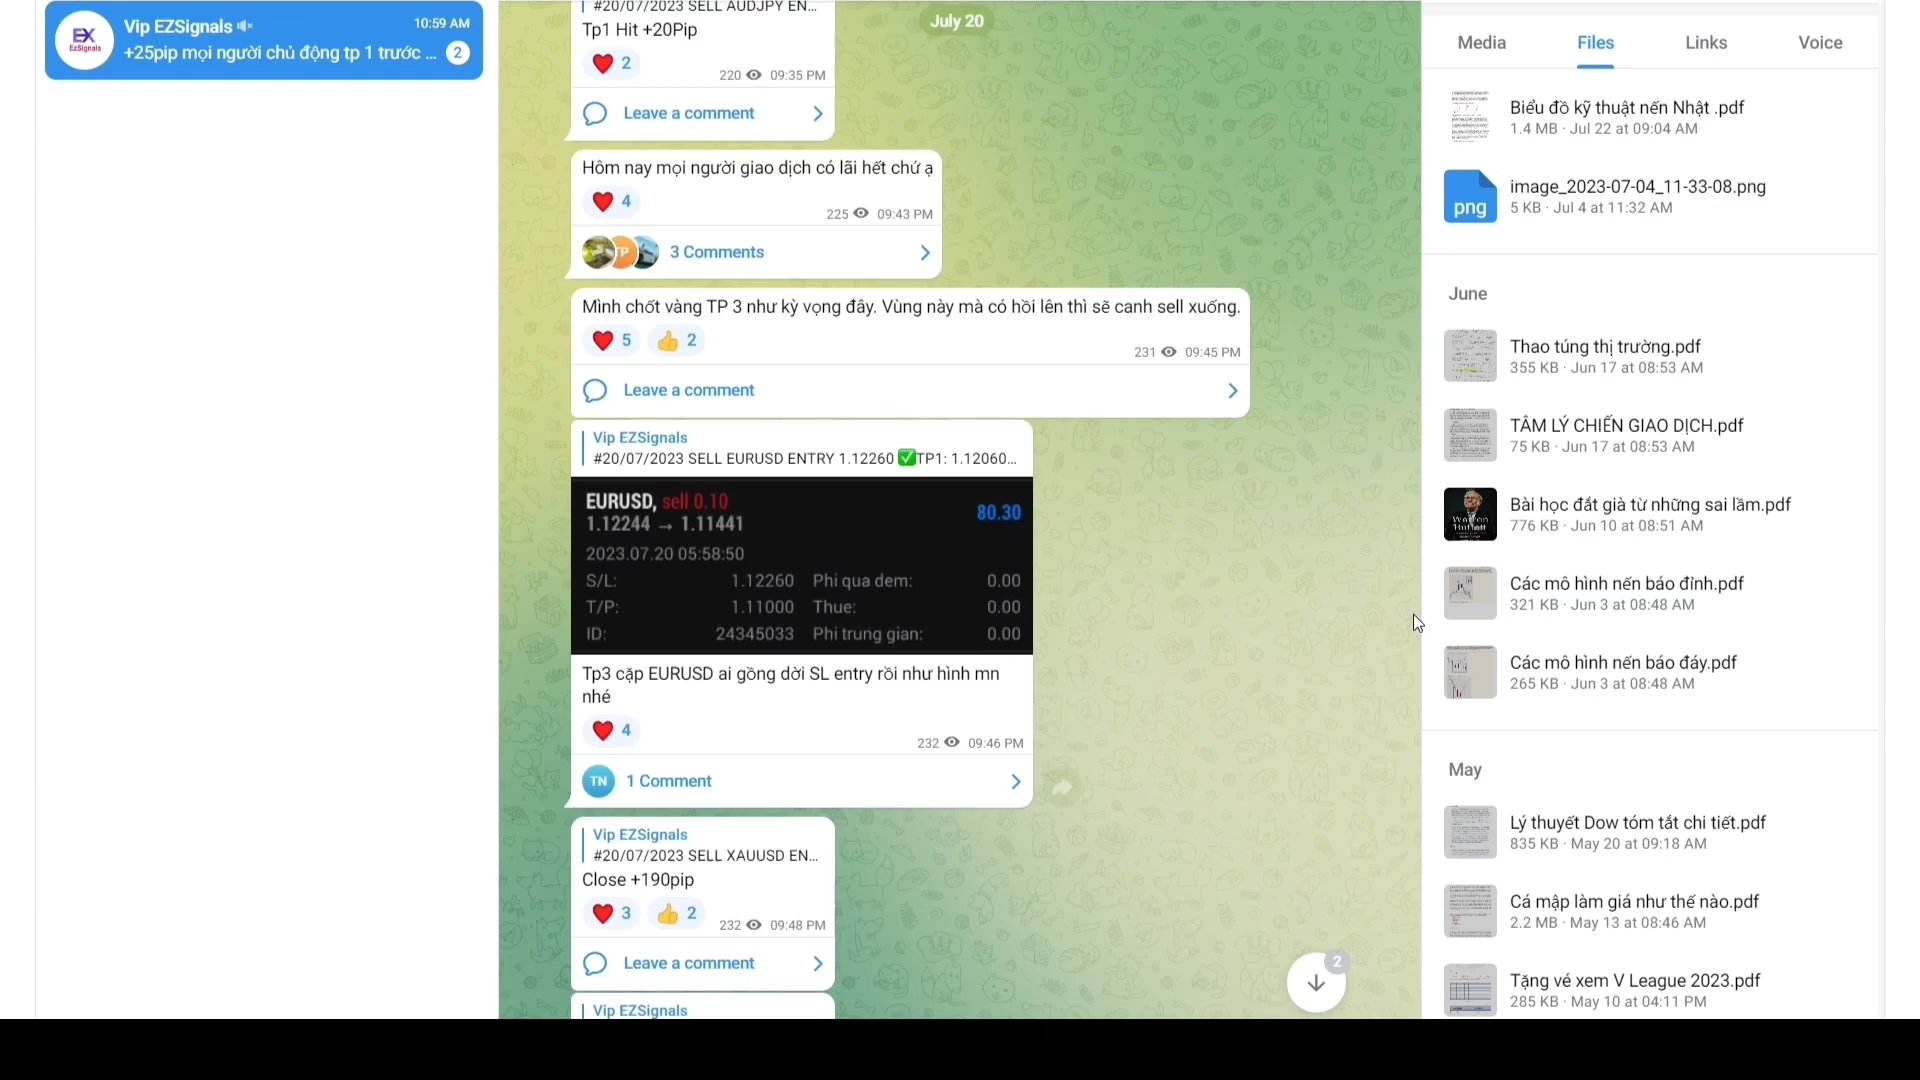 EX
EzSignals
Vip EZSignals
10:59 AM
+25pip mọi người chủ động tp 1 trước ...
2
July 20
#20/07/2023 SELL AUDJPY EN...
Tp1 Hit +20Pip
2
220 09:35 PM
Leave a comment
Hôm nay mọi người giao dịch có lãi hết chứ ạ
4
225 09:43 PM
TP
3 Comments
Mình chốt vàng TP 3 như kỳ vọng đây. Vùng này mà có hồi lên thì sẽ canh sell xuống.
5 2
231 09:45 PM
Leave a comment
Vip EZSignals
#20/07/2023 SELL EURUSD ENTRY 1.12260 ✅TP1: 1.12060...
EURUSD, sell 0.10
80.30
1.12244 → 1.11441
2023.07.20 05:58:50
S/L: 1.12260 Phi qua dem: 0.00
T/P: 1.11000 Thue: 0.00
ID: 24345033 Phi trung gian: 0.00
Tp3 cặp EURUSD ai gồng dời SL entry rồi như hình mn
nhé
4
232 09:46 PM
TN
1 Comment
Vip EZSignals
#20/07/2023 SELL XAUUSD EN...
Close +190pip
3 2
232 09:48 PM
Leave a comment
Vip EZSignals
2
Media Files Links Voice
Biểu đồ kỹ thuật nến Nhật .pdf
1.4 MB · Jul 22 at 09:04 AM
png
image_2023-07-04_11-33-08.png
5 KB · Jul 4 at 11:32 AM
June
Thao túng thị trường.pdf
355 KB · Jun 17 at 08:53 AM
TÂM LÝ CHIẾN GIAO DỊCH.pdf
75 KB · Jun 17 at 08:53 AM
Bài học đắt giá từ những sai lầm.pdf
776 KB · Jun 10 at 08:51 AM
Các mô hình nến báo đỉnh.pdf
321 KB · Jun 3 at 08:48 AM
Các mô hình nến báo đáy.pdf
265 KB · Jun 3 at 08:48 AM
May
Lý thuyết Dow tóm tắt chi tiết.pdf
835 KB · May 20 at 09:18 AM
Cá mập làm giá như thế nào.pdf
2.2 MB · May 13 at 08:46 AM
Tặng vé xem V League 2023.pdf
285 KB · May 10 at 04:11 PM